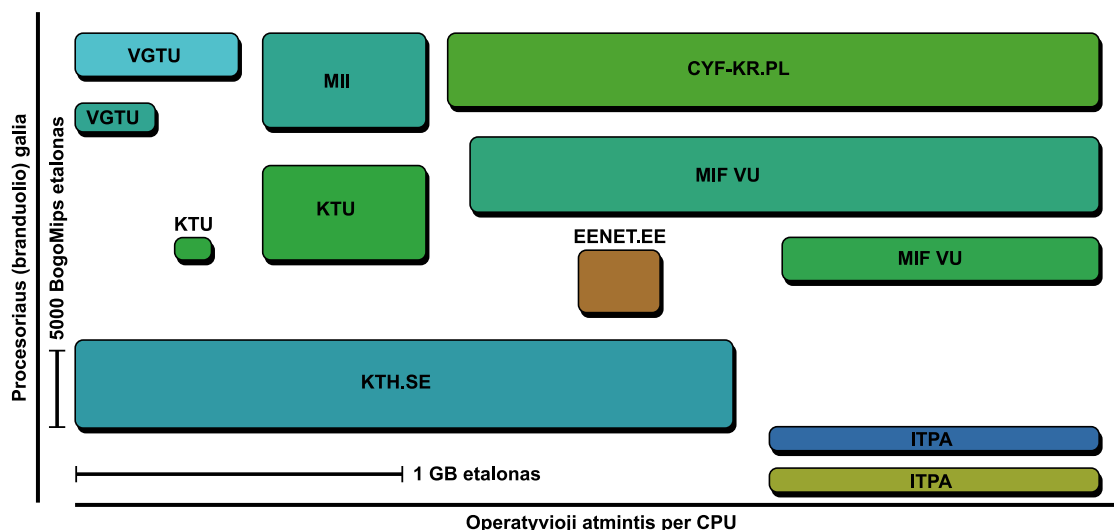 VGTU
MII
CYF-KR.PL
VGTU
MIF VU
KTU
KTU
EENET.EE
MIF VU
KTH.SE
ITPA
1 GB etalonas
ITPA
Procesoriaus (branduolio) galia
5000 BogoMips etalonas
Operatyvioji atmintis per CPU